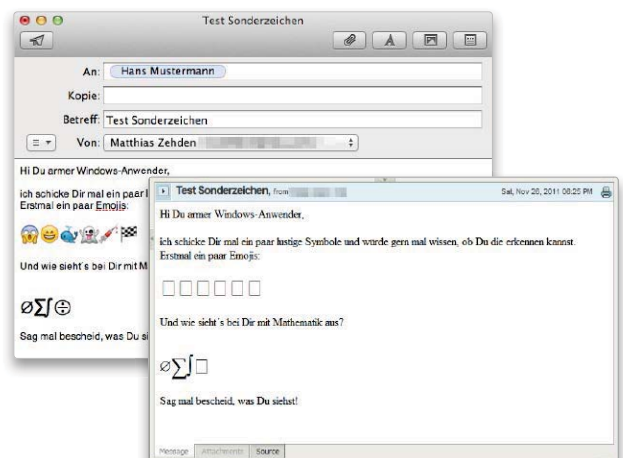 Test Sonderzeichen
An: Hans Mustermann
Kopie:
Betreff: Test Sonderzeichen
Von: Matthias Zehden
Hi Du armer Windows-Anwender,
ich schicke Dir mal ein paar l
Erstmal ein paar Emojis:
😱😄🐳👻💉🏁
Und wie sieht´s bei Dir mit M
∅∑∫⨸
Sag mal bescheid, was Du si
Test Sonderzeichen, from
Sat, Nov 26, 2011 08:25 PM
Hi Du armer Windows-Anwender,
ich schicke Dir mal ein paar lustige Symbole und würde gern mal wissen, ob Du die erkennen kannst.
Erstmal ein paar Emojis:
□□□□□□
Und wie sieht´s bei Dir mit Mathematik aus?
∅∑∫□
Sag mal bescheid, was Du siehst!
Message Attachments Source